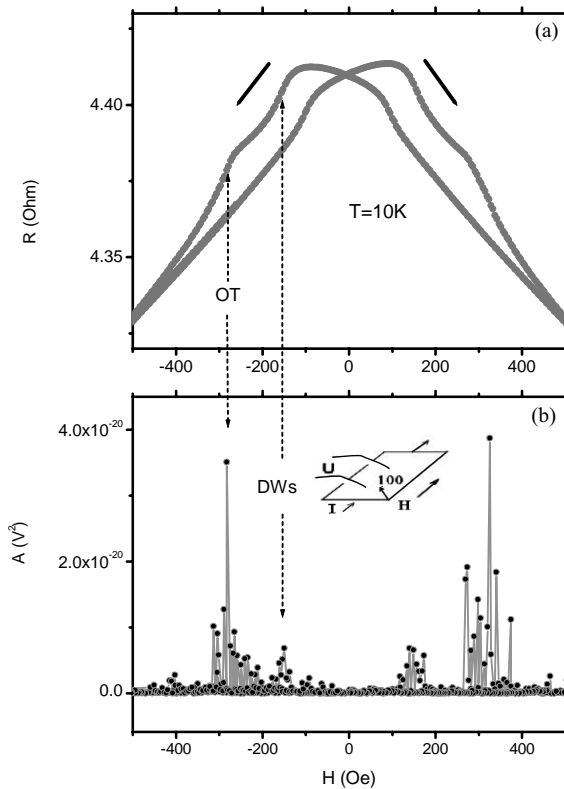 (a)
4.40
4.35
R (Ohm)
T=10K
OT
-400 -200 0 200 400
(b)
4.0x10⁻²⁰
2.0x10⁻²⁰
0.0
A (V²)
DWs
U
100
I H
-400 -200 0 200 400
H (Oe)